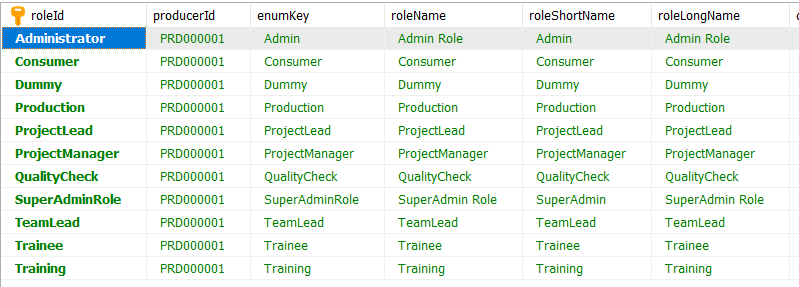 roleId producerId enumKey roleName roleShortName roleLongName
Administrator PRD000001 Admin Admin Role Admin Admin Role
Consumer PRD000001 Consumer Consumer Consumer Consumer
Dummy PRD000001 Dummy Dummy Dummy Dummy
Production PRD000001 Production Production Production Production
ProjectLead PRD000001 ProjectLead ProjectLead ProjectLead ProjectLead
ProjectManager PRD000001 ProjectManager ProjectManager ProjectManager ProjectManager
QualityCheck PRD000001 QualityCheck QualityCheck QualityCheck QualityCheck
SuperAdminRole PRD000001 SuperAdminRole SuperAdmin Role SuperAdmin SuperAdmin Role
TeamLead PRD000001 TeamLead TeamLead TeamLead TeamLead
Trainee PRD000001 Trainee Trainee Trainee Trainee
Training PRD000001 Training Training Training Training